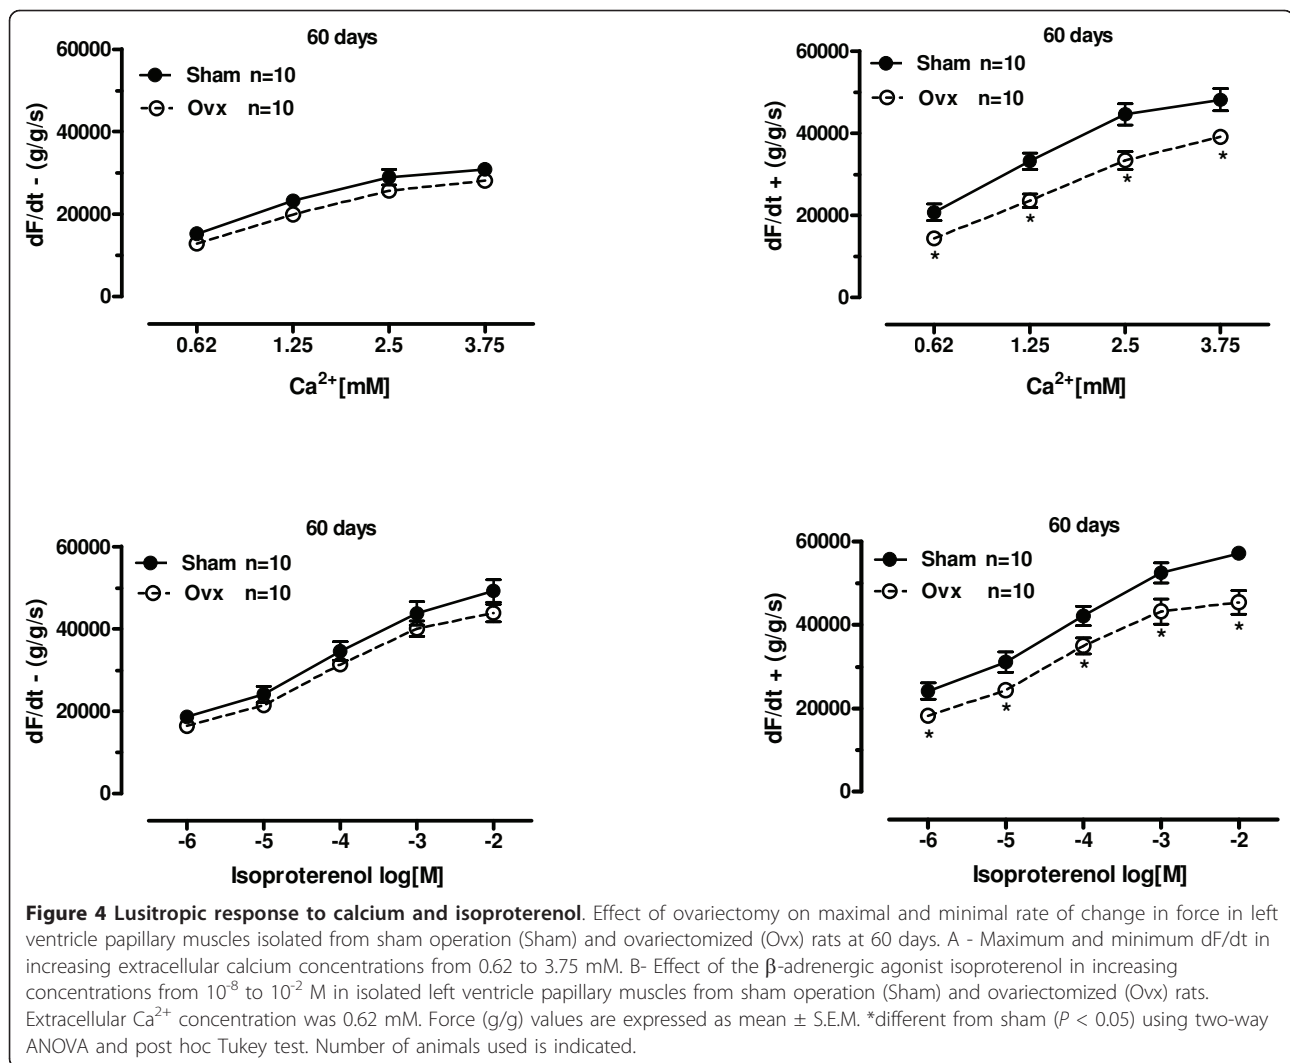 60 days
60000
Sham n=10
Ovx n=10
40000
20000
0
dF/dt - (g/g/s)
0.62 1.25 2.5 3.75
Ca²⁺[mM]
60 days
60000
Sham n=10
Ovx n=10
40000
20000
0
dF/dt + (g/g/s)
* * * *
0.62 1.25 2.5 3.75
Ca²⁺[mM]
60 days
60000
Sham n=10
Ovx n=10
40000
20000
0
dF/dt - (g/g/s)
-6 -5 -4 -3 -2
Isoproterenol log[M]
60 days
60000
Sham n=10
Ovx n=10
40000
20000
0
dF/dt + (g/g/s)
* * * * *
-6 -5 -4 -3 -2
Isoproterenol log[M]
Figure 4 Lusitropic response to calcium and isoproterenol. Effect of ovariectomy on maximal and minimal rate of change in force in left
ventricle papillary muscles isolated from sham operation (Sham) and ovariectomized (Ovx) rats at 60 days. A - Maximum and minimum dF/dt in
increasing extracellular calcium concentrations from 0.62 to 3.75 mM. B- Effect of the β-adrenergic agonist isoproterenol in increasing
concentrations from 10⁻⁸ to 10⁻² M in isolated left ventricle papillary muscles from sham operation (Sham) and ovariectomized (Ovx) rats.
Extracellular Ca²⁺ concentration was 0.62 mM. Force (g/g) values are expressed as mean ± S.E.M. *different from sham (P < 0.05) using two-way
ANOVA and post hoc Tukey test. Number of animals used is indicated.